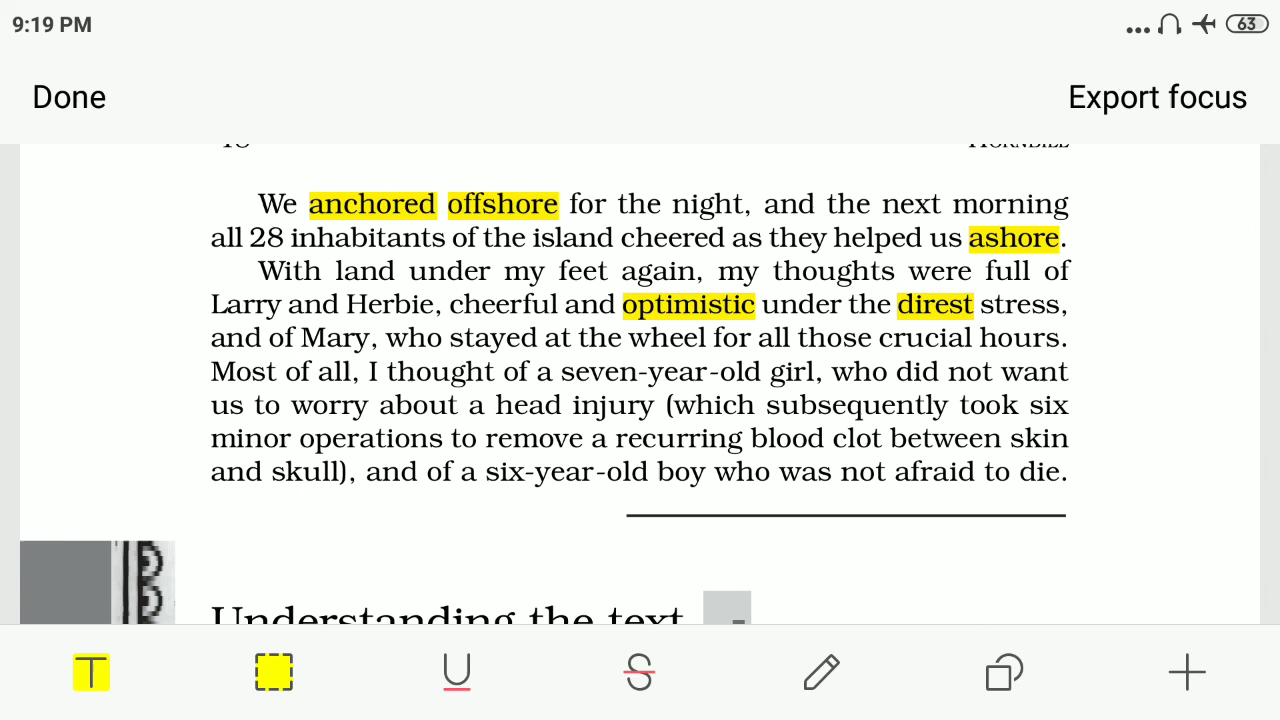 9:19 PM
63
Done
Export focus
We anchored offshore for the night, and the next morning
all 28 inhabitants of the island cheered as they helped us ashore.
With land under my feet again, my thoughts were full of
Larry and Herbie, cheerful and optimistic under the direst stress,
and of Mary, who stayed at the wheel for all those crucial hours.
Most of all, I thought of a seven-year-old girl, who did not want
us to worry about a head injury (which subsequently took six
minor operations to remove a recurring blood clot between skin
and skull), and of a six-year-old boy who was not afraid to die.
Understanding the text
T
U
S